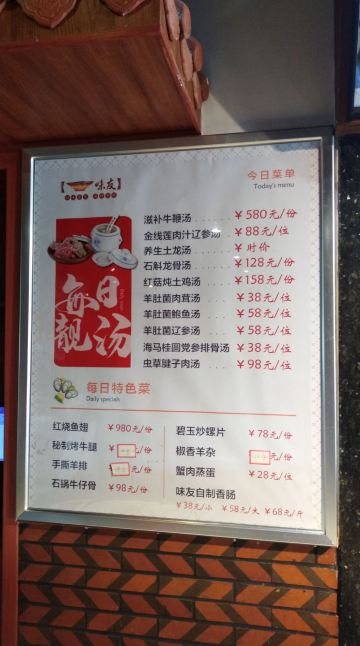 【味友】
今日菜单
Today's menu
滋补牛鞭汤 ...... ￥580元/份
金线莲肉汁辽参汤 ￥88元/位
养生土龙汤 ...... ￥时价
石斛龙骨汤 ...... ￥128元/份
红菇炖土鸡汤 .... ￥158元/份
羊肚菌肉茸汤 .... ￥38元/位
羊肚菌鲍鱼汤 .... ￥58元/位
羊肚菌辽参汤 .... ￥58元/位
海马桂回党参排骨汤 ￥38元/位
虫草腱子肉汤 .... ￥98元/位
每日靓汤
每日特色菜
Daily specials
红烧鱼翅 ￥980元/份
秘制烤牛腿 ￥ 元/份
手撕羊排 元/份
石锅牛仔骨 ￥98元/份
碧玉炒螺片 ￥78元/份
椒香羊杂 元/份
蟹肉蒸蛋 ￥28元/位
味友自制香肠
￥38元/小 ￥58元/大 ￥68元/斤